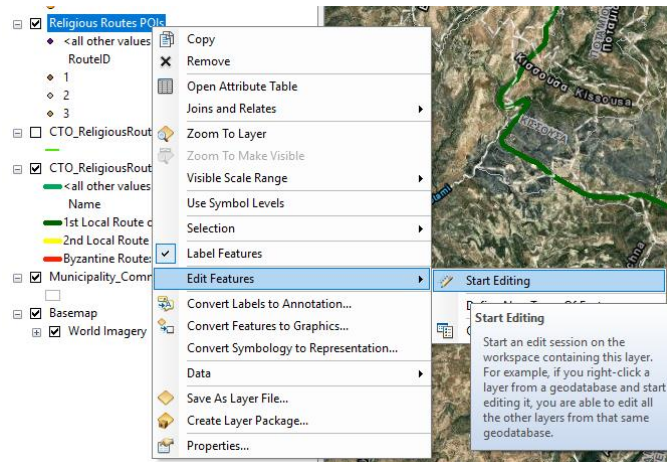 Religious Routes POIs
<all other values
RouteID
1
2
3
CTO_ReligiousRout
CTO_ReligiousRout
<all other values
Name
1st Local Route o
2nd Local Route
Byzantine Route
Municipality_Comm
Basemap
World Imagery
Copy
Remove
Open Attribute Table
Joins and Relates
Zoom To Layer
Zoom To Make Visible
Visible Scale Range
Use Symbol Levels
Selection
Label Features
Edit Features
Convert Labels to Annotation...
Convert Features to Graphics...
Convert Symbology to Representation...
Data
Save As Layer File...
Create Layer Package...
Properties...
Start Editing
Start Editing
Start an edit session on the
workspace containing this layer.
For example, if you right-click a
layer from a geodatabase and start
editing it, you are able to edit all
the other layers from that same
geodatabase.
Kissousa
ΚΙΣΣΟΥΣΑ